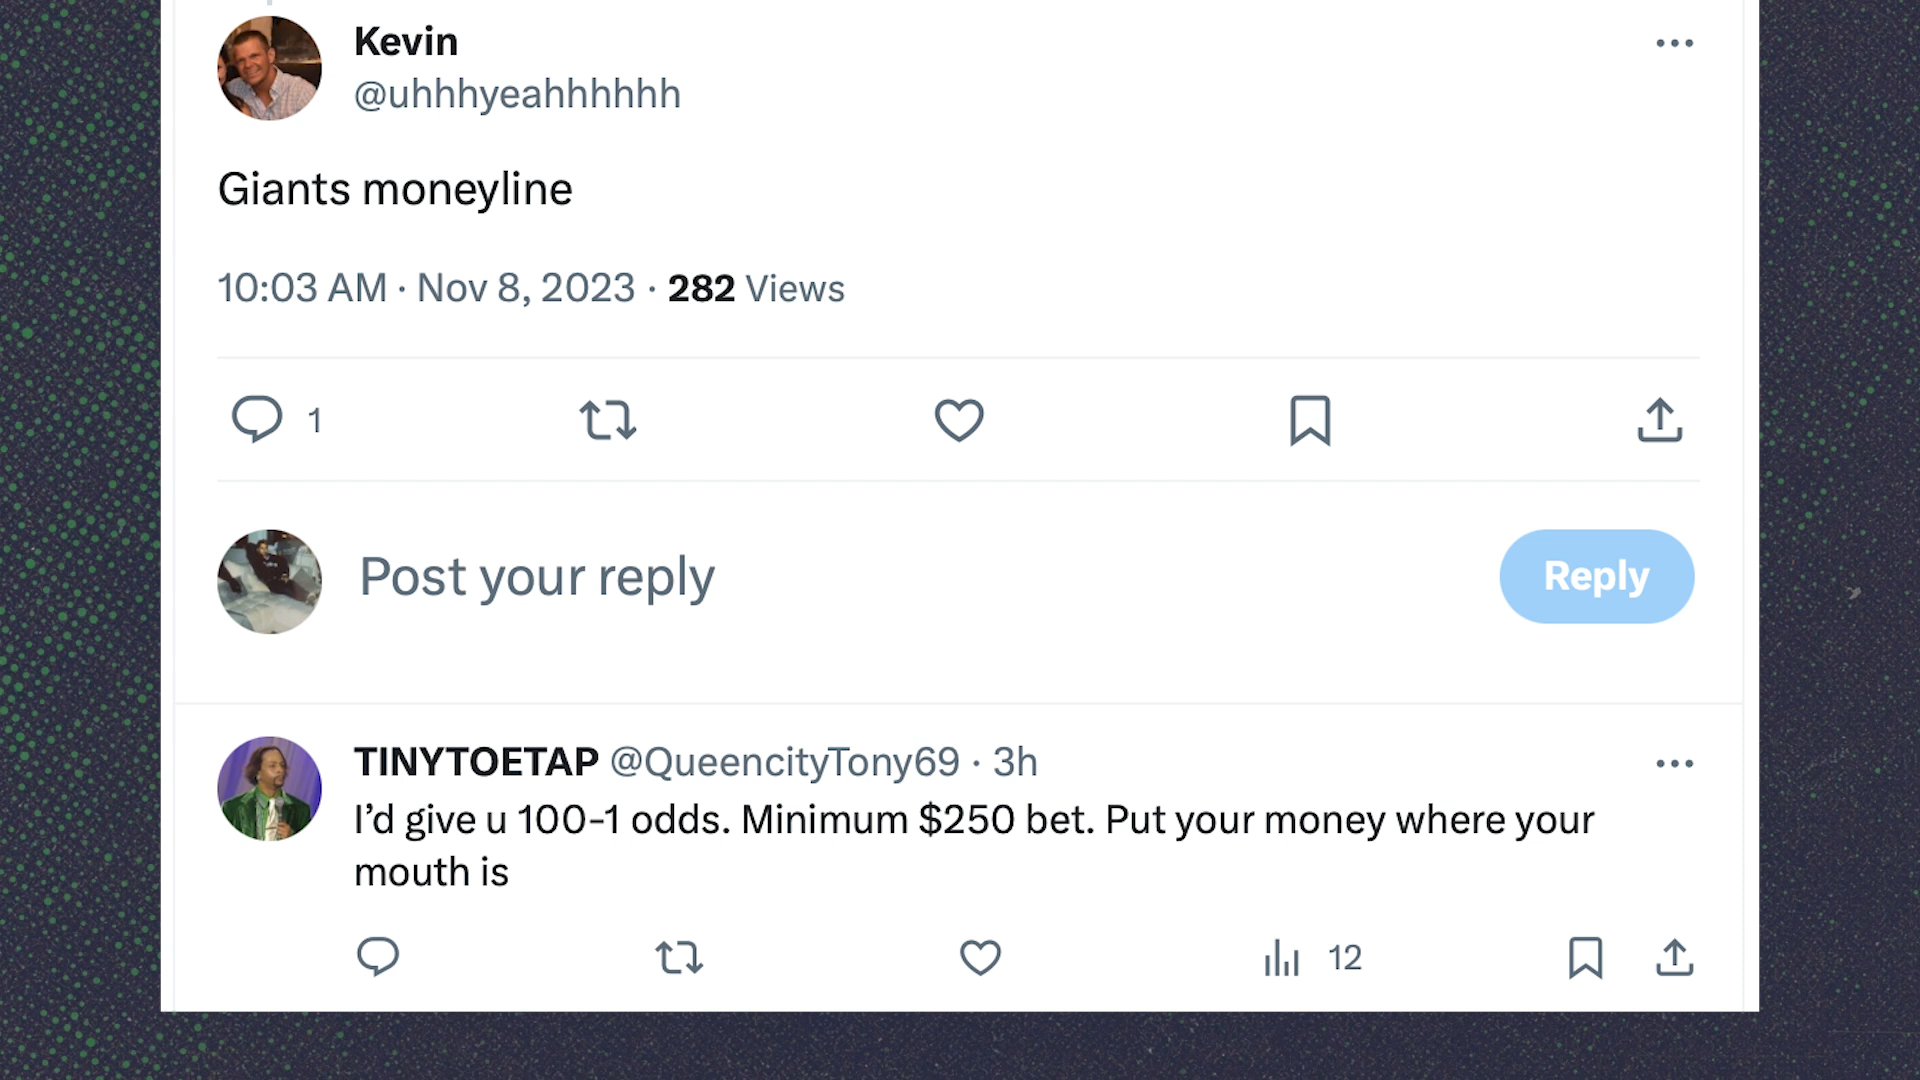 Kevin
@uhhhyeahhhhhh
Giants moneyline
10:03 AM · Nov 8, 2023 · 282 Views
1
Post your reply
Reply
TINYTOETAP @QueencityTony69 · 3h
I’d give u 100-1 odds. Minimum $250 bet. Put your money where your
mouth is
12